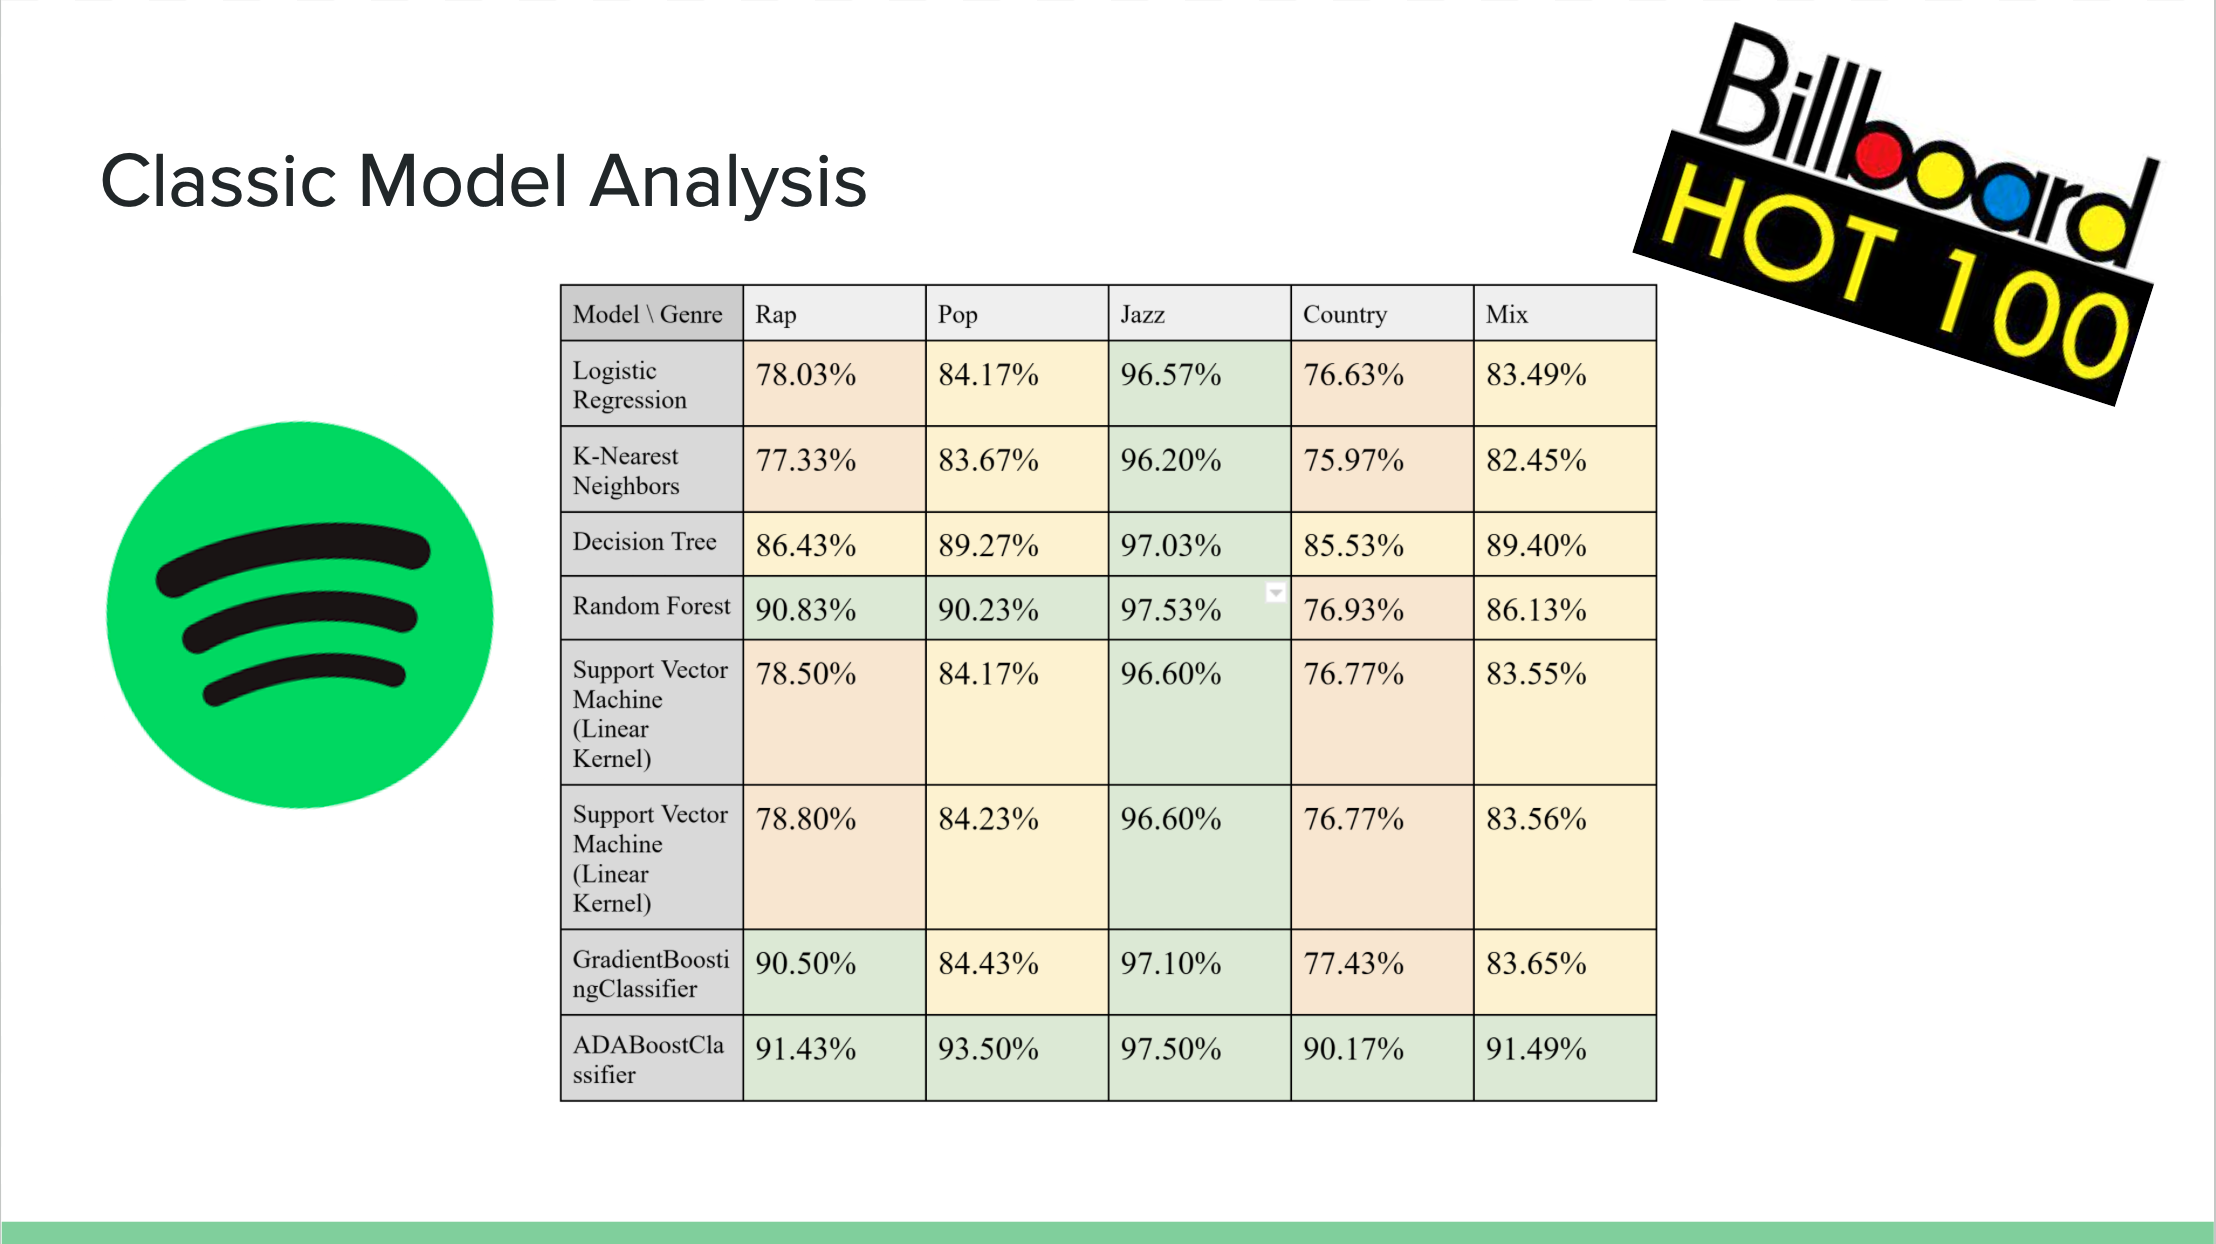 Billboard
HOT 100
Classic Model Analysis
Model \ Genre Rap Pop Jazz Country Mix
Logistic
Regression
78.03% 84.17% 96.57% 76.63% 83.49%
K-Nearest
Neighbors
77.33% 83.67% 96.20% 75.97% 82.45%
Decision Tree 86.43% 89.27% 97.03% 85.53% 89.40%
Random Forest 90.83% 90.23% 97.53% 76.93% 86.13%
Support Vector
Machine
(Linear
Kernel)
78.50% 84.17% 96.60% 76.77% 83.55%
Support Vector
Machine
(Linear
Kernel)
78.80% 84.23% 96.60% 76.77% 83.56%
GradientBoosti
ngClassifier
90.50% 84.43% 97.10% 77.43% 83.65%
ADABoostCla
ssifier
91.43% 93.50% 97.50% 90.17% 91.49%